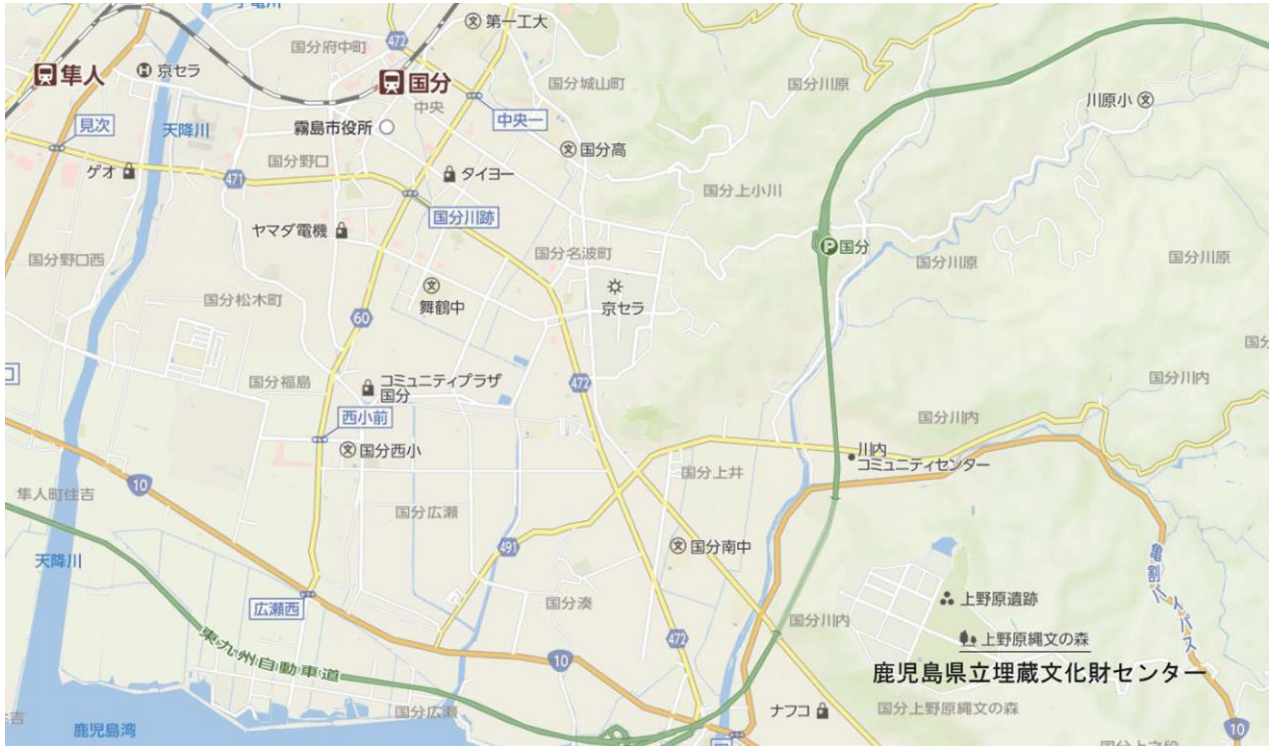 第一工大
472
国分府中町
隼人
京セラ
国分
国分城山町
国分川原
中央
川原小
見次
天降川
霧島市役所
中央一
国分野口
国分高
ゲオ
471
タイヨー
国分上小川
国分川跡
ヤマダ電機
国分名波町
国分
国分野口西
国分川原
国分川原
国分松木町
舞鶴中
京セラ
60
国分
国分福島
コミュニティプラザ
国分
472
国分川内
西小前
国分川内
国分西小
川内
コミュニティセンター
国分上井
10
隼人町住吉
国分広瀬
491
国分南中
天降川
亀割バイパス
広瀬西
国分湊
上野原遺跡
国分川内
472
上野原縄文の森
東九州自動車道
10
鹿児島県立埋蔵文化財センター
国分広瀬
ナフコ
国分上野原縄文の森
鹿児島湾
10